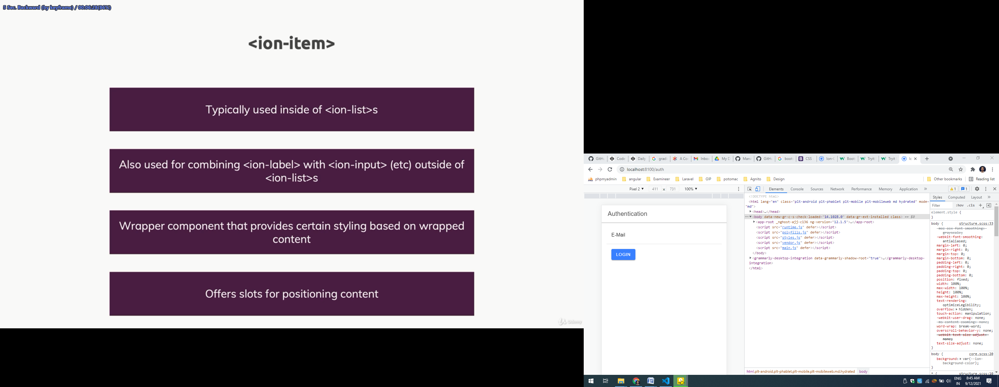 5 Sec. Backward (by keyframe) / 00:06:28(86%)
<ion-item>
Typically used inside of <ion-list>s
Also used for combining <ion-label> with <ion-input> (etc) outside of
<ion-list>s
Wrapper component that provides certain styling based on wrapped
content
Offers slots for positioning content
Udemy
GitHu Code Daily gradi A Co Inbox My D Mana GitHu boots CSS Ion-C Boots Tryit Tryit Ic
localhost:8100/auth
phpmyadmin angular Examineer Laravel GIP potomac Agnito Design Other bookmarks Reading list
Pixel 2 ▼ 411 × 731 100% ▼
Elements Console Sources Network Performance Memory Application » 1 1
Authentication
E-Mail
LOGIN
<!DOCTYPE html>
<html lang="en" class="plt-android plt-phablet plt-mobile plt-mobileweb md hydrated" mode=
"md">
<head>…</head>
<body data-new-gr-c-s-check-loaded="14.1028.0" data-gr-ext-installed class> == $0
<app-root _nghost-ajj-c136 ng-version="12.1.5">…</app-root>
<script src="runtime.js" defer></script>
<script src="polyfills.js" defer></script>
<script src="styles.js" defer></script>
<script src="vendor.js" defer></script>
<script src="main.js" defer></script>
</body>
<grammarly-desktop-integration data-grammarly-shadow-root="true">…</grammarly-desktop-
integration>
</html>
html.plt-android.plt-phablet.plt-mobile.plt-mobileweb.md.hydrated body
Styles Computed Layout »
Filter :hov .cls +
element.style {
}
body { structure.scss:33
-moz-osx-font-smoothing:
grayscale;
-webkit-font-smoothing:
antialiased;
margin-left: 0;
margin-right: 0;
margin-top: 0;
margin-bottom: 0;
padding-left: 0;
padding-right: 0;
padding-top: 0;
padding-bottom: 0;
position: fixed;
width: 100%;
max-width: 100%;
height: 100%;
max-height: 100%;
text-rendering:
optimizeLegibility;
overflow: hidden;
touch-action: manipulation;
-webkit-user-drag: none;
-ms-content-zooming: none;
word-wrap: break-word;
overscroll-behavior-y: none;
-webkit-text-size-adjust:
none;
text-size-adjust: none;
}
body { core.scss:20
background: var(--ion-
background-color);
}
* { structure.scss:10
ENG 8:45 AM
IN 9/12/2021